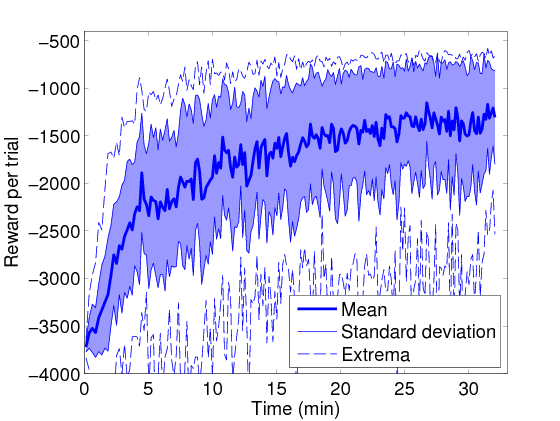 −500
−1000
−1500
−2000
−2500
−3000
−3500
−4000
Reward per trial
Mean
Standard deviation
Extrema
0 5 10 15 20 25 30
Time (min)